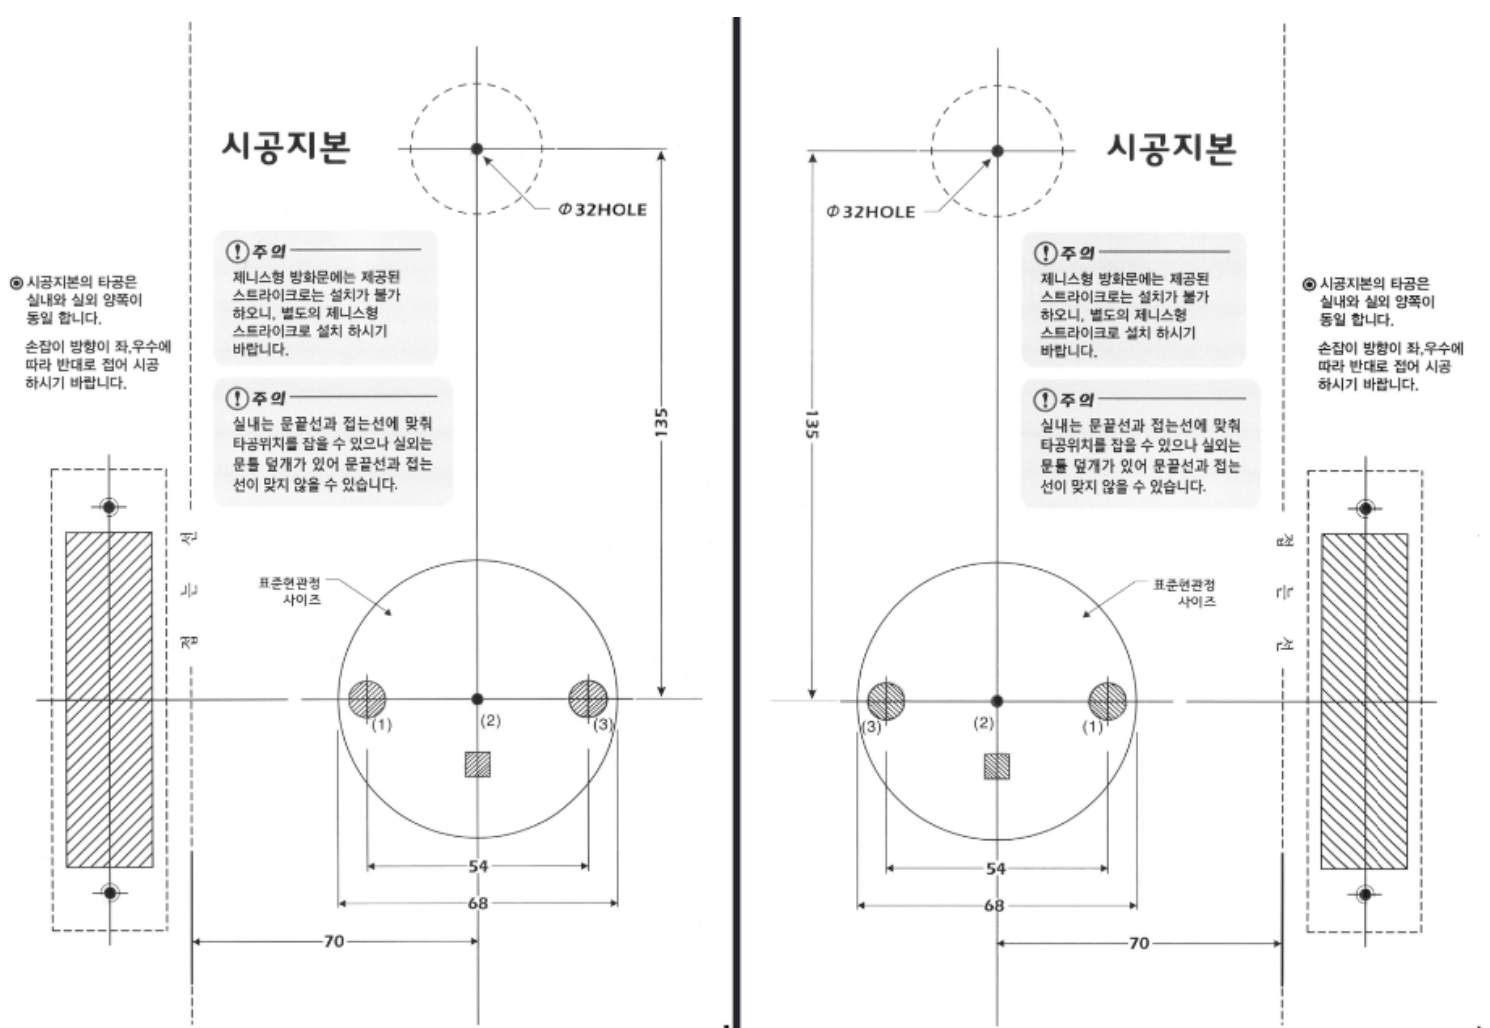 시공지본
Φ32HOLE
주의
제니스형 방화문에는 제공된
스트라이크로는 설치가 불가
하오니, 별도의 제니스형
스트라이크로 설치 하시기
바랍니다.
◉ 시공지본의 타공은
실내와 실외 양쪽이
동일 합니다.
손잡이 방향이 좌,우수에
따라 반대로 접어 시공
하시기 바랍니다.
주의
실내는 문끝선과 접는선에 맞춰
타공위치를 잡을 수 있으나 실외는
문틀 덮개가 있어 문끝선과 접는
선이 맞지 않을 수 있습니다.
135
접는선
표준현관정
사이즈
(1)
(2)
(3)
54
68
70
시공지본
Φ32HOLE
주의
제니스형 방화문에는 제공된
스트라이크로는 설치가 불가
하오니, 별도의 제니스형
스트라이크로 설치 하시기
바랍니다.
◉ 시공지본의 타공은
실내와 실외 양쪽이
동일 합니다.
손잡이 방향이 좌,우수에
따라 반대로 접어 시공
하시기 바랍니다.
주의
실내는 문끝선과 접는선에 맞춰
타공위치를 잡을 수 있으나 실외는
문틀 덮개가 있어 문끝선과 접는
선이 맞지 않을 수 있습니다.
135
접는선
표준현관정
사이즈
(3)
(2)
(1)
54
68
70